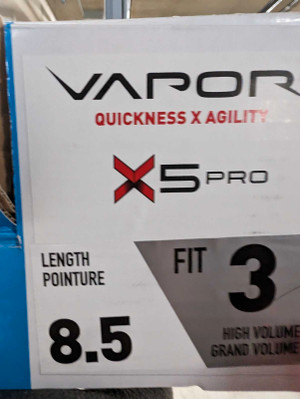 VAPOR
QUICKNESS X AGILITY
X5 PRO
LENGTH
POINTURE
8.5
FIT 3
HIGH VOLUME
GRAND VOLUME